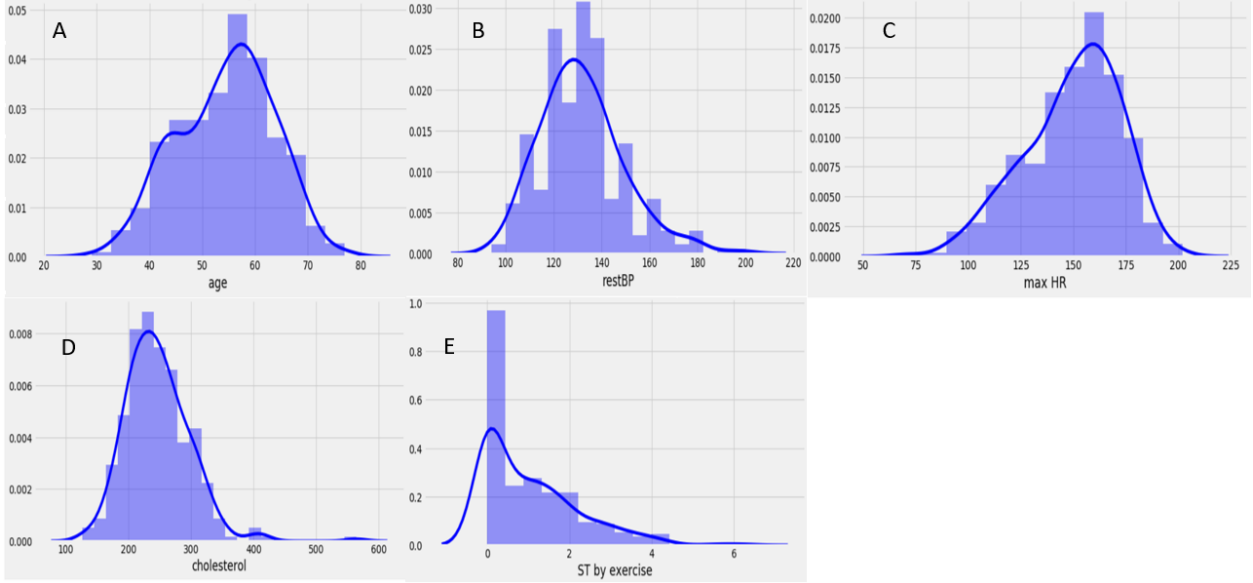 A
0.05
0.04
0.03
0.02
0.01
0.00
20 30 40 50 60 70 80
age
B
0.030
0.025
0.020
0.015
0.010
0.005
0.000
80 100 120 140 160 180 200 220
restBP
C
0.0200
0.0175
0.0150
0.0125
0.0100
0.0075
0.0050
0.0025
0.0000
50 75 100 125 150 175 200 225
max HR
D
0.008
0.006
0.004
0.002
0.000
100 200 300 400 500 600
cholesterol
E
1.0
0.8
0.6
0.4
0.2
0.0
0 2 4 6
ST by exercise